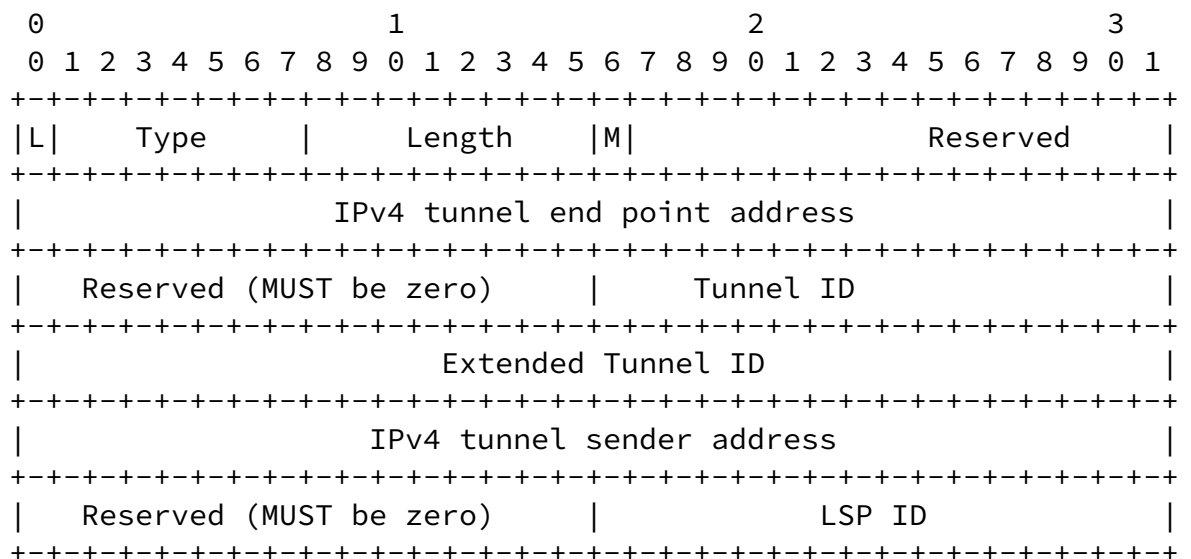 0                   1                   2                   3
 0 1 2 3 4 5 6 7 8 9 0 1 2 3 4 5 6 7 8 9 0 1 2 3 4 5 6 7 8 9 0 1
+-+-+-+-+-+-+-+-+-+-+-+-+-+-+-+-+-+-+-+-+-+-+-+-+-+-+-+-+-+-+-+-+
|L|    Type     |     Length    |M|                Reserved     |
+-+-+-+-+-+-+-+-+-+-+-+-+-+-+-+-+-+-+-+-+-+-+-+-+-+-+-+-+-+-+-+-+
|                 IPv4 tunnel end point address                 |
+-+-+-+-+-+-+-+-+-+-+-+-+-+-+-+-+-+-+-+-+-+-+-+-+-+-+-+-+-+-+-+-+
|   Reserved (MUST be zero)     |     Tunnel ID                 |
+-+-+-+-+-+-+-+-+-+-+-+-+-+-+-+-+-+-+-+-+-+-+-+-+-+-+-+-+-+-+-+-+
|                       Extended Tunnel ID                      |
+-+-+-+-+-+-+-+-+-+-+-+-+-+-+-+-+-+-+-+-+-+-+-+-+-+-+-+-+-+-+-+-+
|                   IPv4 tunnel sender address                  |
+-+-+-+-+-+-+-+-+-+-+-+-+-+-+-+-+-+-+-+-+-+-+-+-+-+-+-+-+-+-+-+-+
|   Reserved (MUST be zero)     |            LSP ID             |
+-+-+-+-+-+-+-+-+-+-+-+-+-+-+-+-+-+-+-+-+-+-+-+-+-+-+-+-+-+-+-+-+